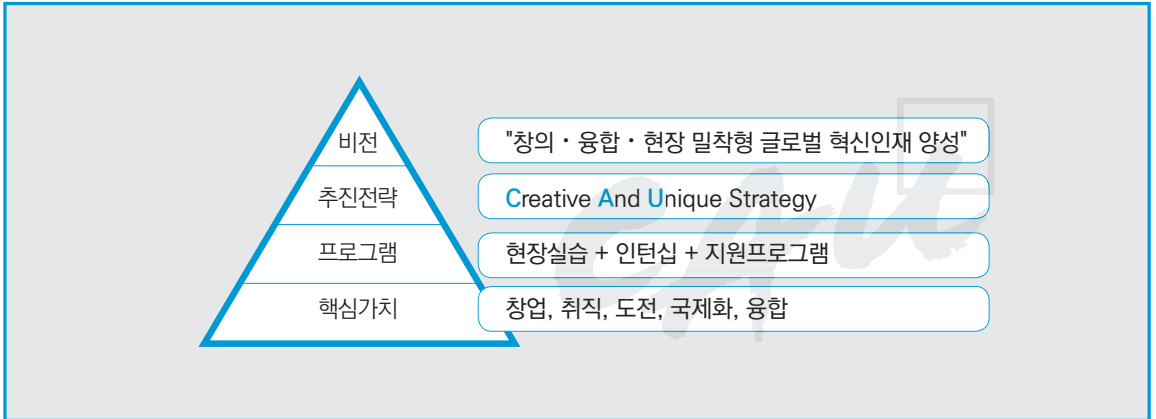 비전
"창의・융합・현장 밀착형 글로벌 혁신인재 양성"
추진전략
Creative And Unique Strategy
프로그램
현장실습 + 인턴십 + 지원프로그램
핵심가치
창업, 취직, 도전, 국제화, 융합
CAU